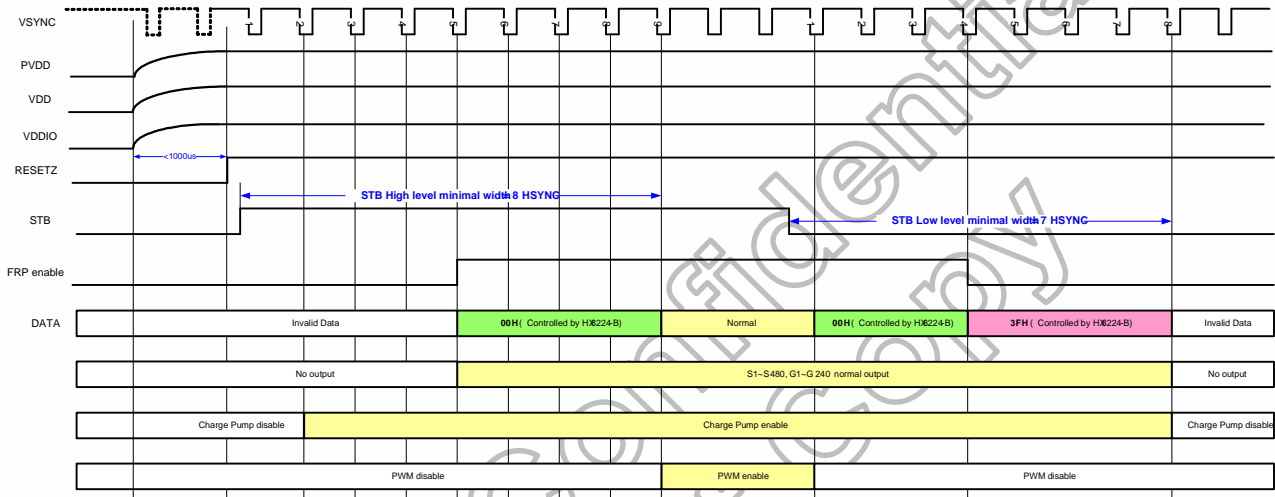 VSYNC
1 2 3 4 5 6 7 8 9 1 2 3 4 5 6 7 8
PVDD
VDD
VDDIO
<1000us
RESETZ
STB High level minimal width 8 HSYNC
STB
STB Low level minimal width 7 HSYNC
FRP enable
DATA
Invalid Data
00H ( Controlled by HX8224-B)
Normal
00H ( Controlled by HX8224-B)
3FH ( Controlled by HX8224-B)
Invalid Data
No output
S1~S480, G1~G240 normal output
No output
Charge Pump disable
Charge Pump enable
Charge Pump disable
PWM disable
PWM enable
PWM disable
Confidential
Copy